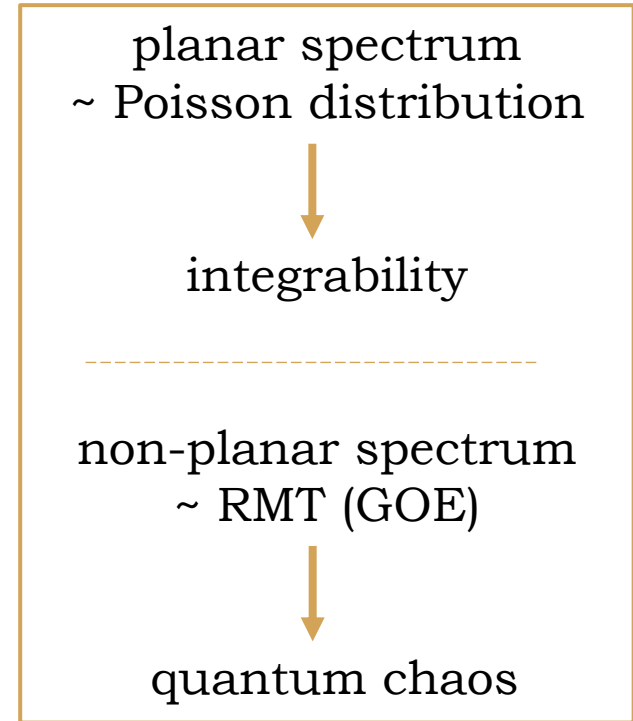 planar spectrum
~ Poisson distribution
integrability
non-planar spectrum
~ RMT (GOE)
quantum chaos